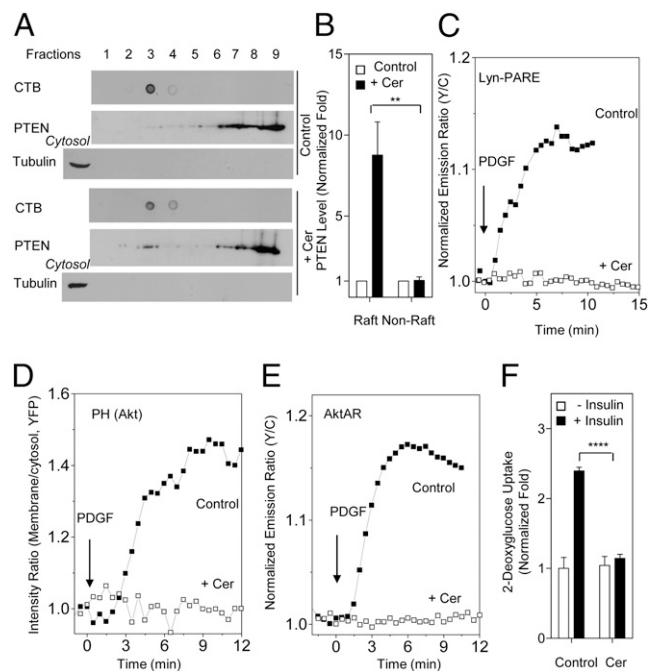 A
Fractions 1 2 3 4 5 6 7 8 9
CTB
PTEN
Cytosol
Tubulin
Control
CTB
PTEN
Cytosol
Tubulin
+ Cer
B
Control
+ Cer
**
PTEN Level (Normalized Fold)
15
10
5
1
Raft Non-Raft
C
Lyn-PARE
Control
PDGF
+ Cer
Normalized Emission Ratio (Y/C)
1.2
1.1
1.0
0 5 10 15
Time (min)
D
PH (Akt)
Control
PDGF
+ Cer
Intensity Ratio (Membrane/cytosol, YFP)
1.6
1.4
1.2
1.0
0 3 6 9 12
Time (min)
E
AktAR
Control
PDGF
+ Cer
Normalized Emission Ratio (Y/C)
1.2
1.1
1.0
0 3 6 9 12
Time (min)
F
- Insulin
+ Insulin
****
2-Deoxyglucose Uptake
(Normalized Fold)
3
2
1
0
Control Cer